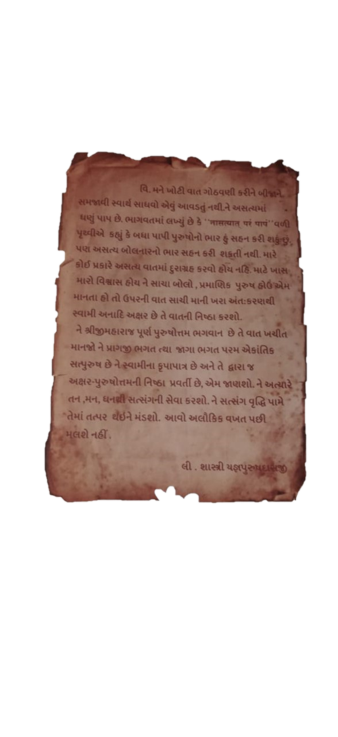 વિ. મને ખોટી વાત ગોઠવણી કરીને બીજાને,
સમજાવી સ્વાર્થ સાધવો એવું આવડતું નથી.ને અસત્યમાં
ઘણું પાપ છે. ભાગવતમાં લખ્યું છે કે વળી
પૃથ્વીએ કહ્યું કે બધા પાપી પુરુષોનો ભાર હું સહન કરી શકુંછું
પણ અસત્ય બોલનારનો ભાર સહન કરી શકતી નથી. મારે
કોઈ પ્રકારે અસત્ય વાતમાં દુરાગ્રહ કરવો હોય નહિ. માટે ખાસ
મારો વિશ્વાસ હોય ને સાચા બોલો , પ્રમાણિક પુરુષ હોઉં એમ
માનતા હો તો ઉપરની વાત સાચી માની ખરા અંતઃકરણથી
સ્વામી અનાદિ અક્ષર છે તે વાતની નિષ્ઠા કરશો.
ને શ્રીજીમહારાજ પૂર્ણ પુરુષોત્તમ ભગવાન છે તે વાત ખચીત
માનજો ને પ્રાગજી ભગત ત્યા જાગા ભગત પરમ એકાંતિક
સત્પુરુષ છે ને સ્વામીના કૃપાપાત્ર છે અને તે દ્વારા જ
અક્ષર-પુરુષોત્તમની નિષ્ઠા પ્રવર્તી છે, એમ જાણશો. ને અત્યારે
તન ,મન, ધનથી સત્સંગની સેવા કરશો. ને સત્સંગ વૃદ્ધિ પામે
તેમાં તત્પર થઈને મંડશો. આવો અલૌકિક વખત પછી
મળશે નહીં .
લી . શાસ્ત્રી યજ્ઞપુરુષદાસજી